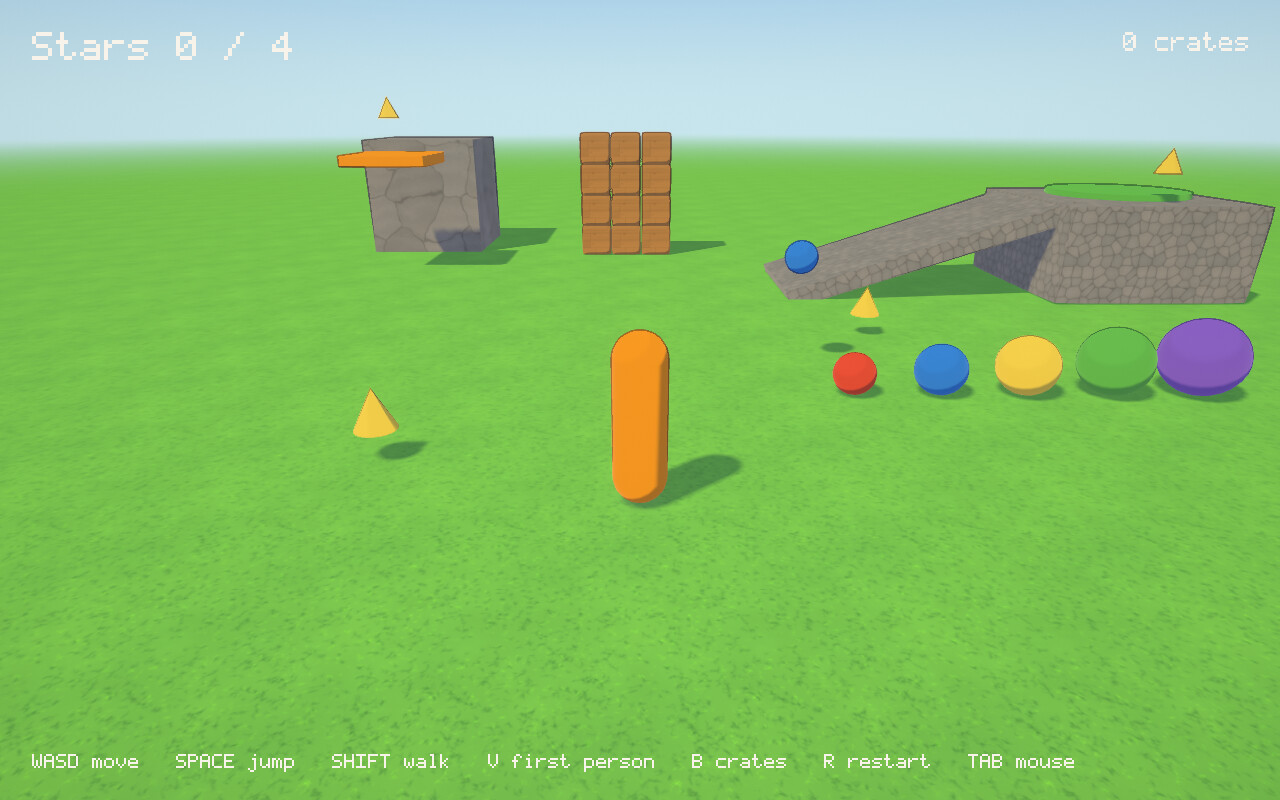 Stars 0 / 4
0 crates
WASD move SPACE jump SHIFT walk V first person B crates R restart TAB mouse